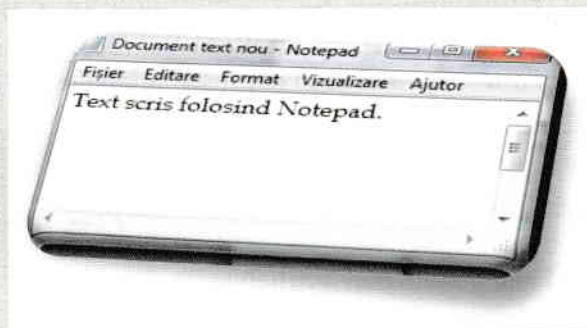 Document text nou - Notepad
Fișier Editare Format Vizualizare Ajutor
Text scris folosind Notepad.